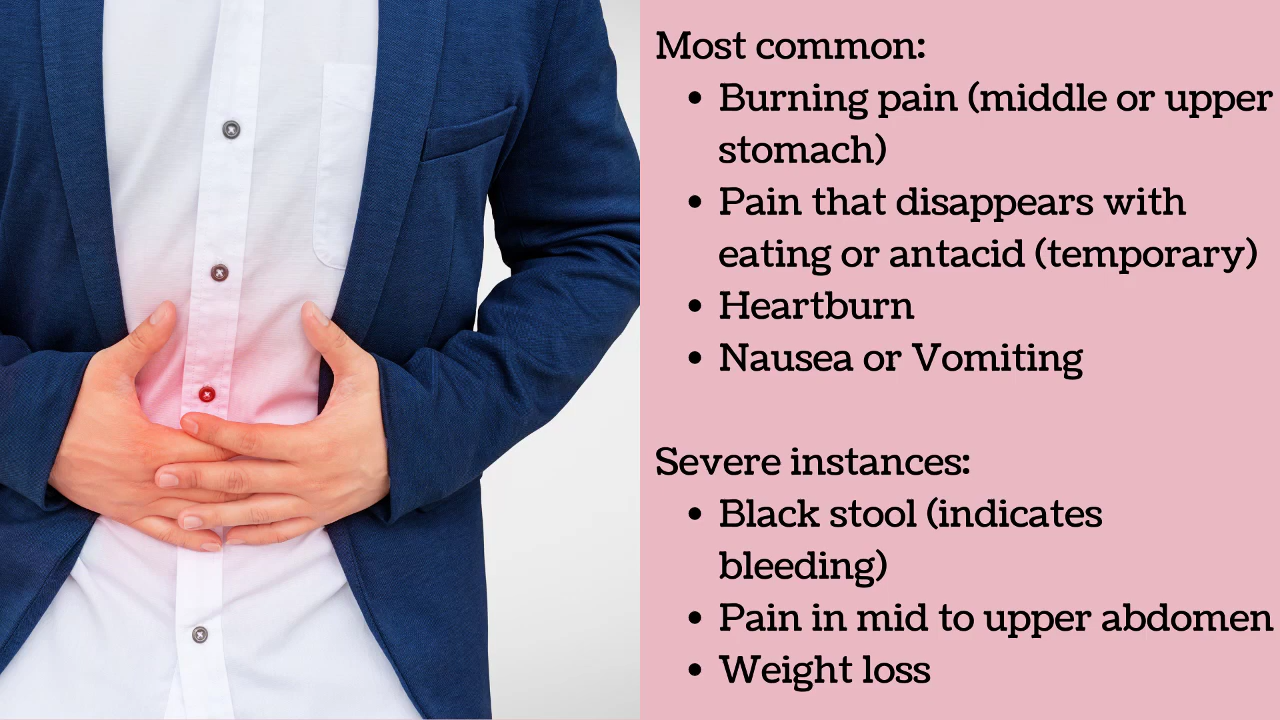 Most common:
• Burning pain (middle or upper
stomach)
• Pain that disappears with
eating or antacid (temporary)
• Heartburn
• Nausea or Vomiting
Severe instances:
• Black stool (indicates
bleeding)
• Pain in mid to upper abdomen
• Weight loss